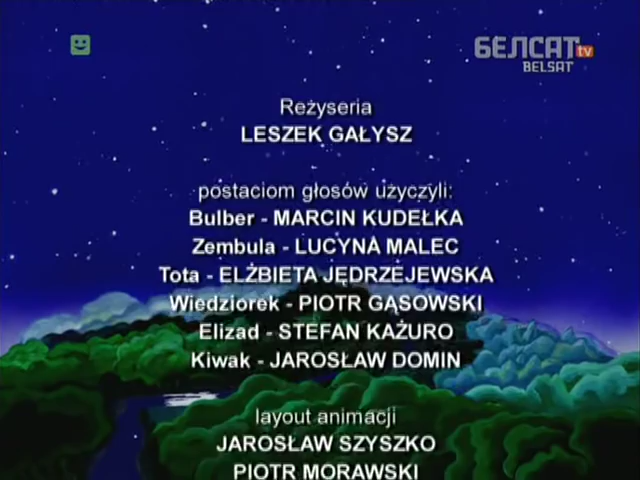 БЕЛСАТ tv
BELSAT
Reżyseria
LESZEK GAŁYSZ
postaciom głosów użyczyli:
Bulber - MARCIN KUDEŁKA
Zembula - LUCYNA MALEC
Tota - ELŻBIETA JĘDRZEJEWSKA
Wiedziorek - PIOTR GĄSOWSKI
Elizad - STEFAN KAŻURO
Kiwak - JAROSŁAW DOMIN
layout animacji
JAROSŁAW SZYSZKO
PIOTR MORAWSKI